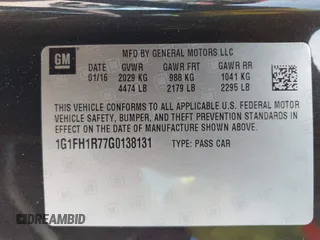 GM
MFD BY GENERAL MOTORS LLC
DATE GVWR GAWR FRT GAWR RR
01/16 2029 KG 988 KG 1041 KG
4474 LB 2179 LB 2295 LB
THIS VEHICLE CONFORMS TO ALL APPLICABLE U.S. FEDERAL MOTOR
VEHICLE SAFETY, BUMPER, AND THEFT PREVENTION STANDARDS
IN EFFECT ON THE DATE OF MANUFACTURE SHOWN ABOVE.
1G1FH1R77G0138131 TYPE: PASS CAR
DREAMBID